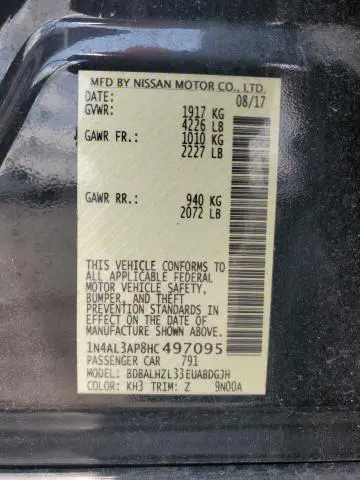 MFD BY NISSAN MOTOR CO., LTD.
DATE: 08/17
GVWR: 1917 KG
4226 LB
GAWR FR.: 1010 KG
2227 LB
GAWR RR.: 940 KG
2072 LB
THIS VEHICLE CONFORMS TO
ALL APPLICABLE FEDERAL
MOTOR VEHICLE SAFETY,
BUMPER, AND THEFT
PREVENTION STANDARDS IN
EFFECT ON THE DATE OF
MANUFACTURE SHOWN ABOVE.
1N4AL3AP8HC497095
PASSENGER CAR 791
MODEL: BDBALHZL33EUABDGJH
COLOR: KH3 TRIM: Z 9N00A